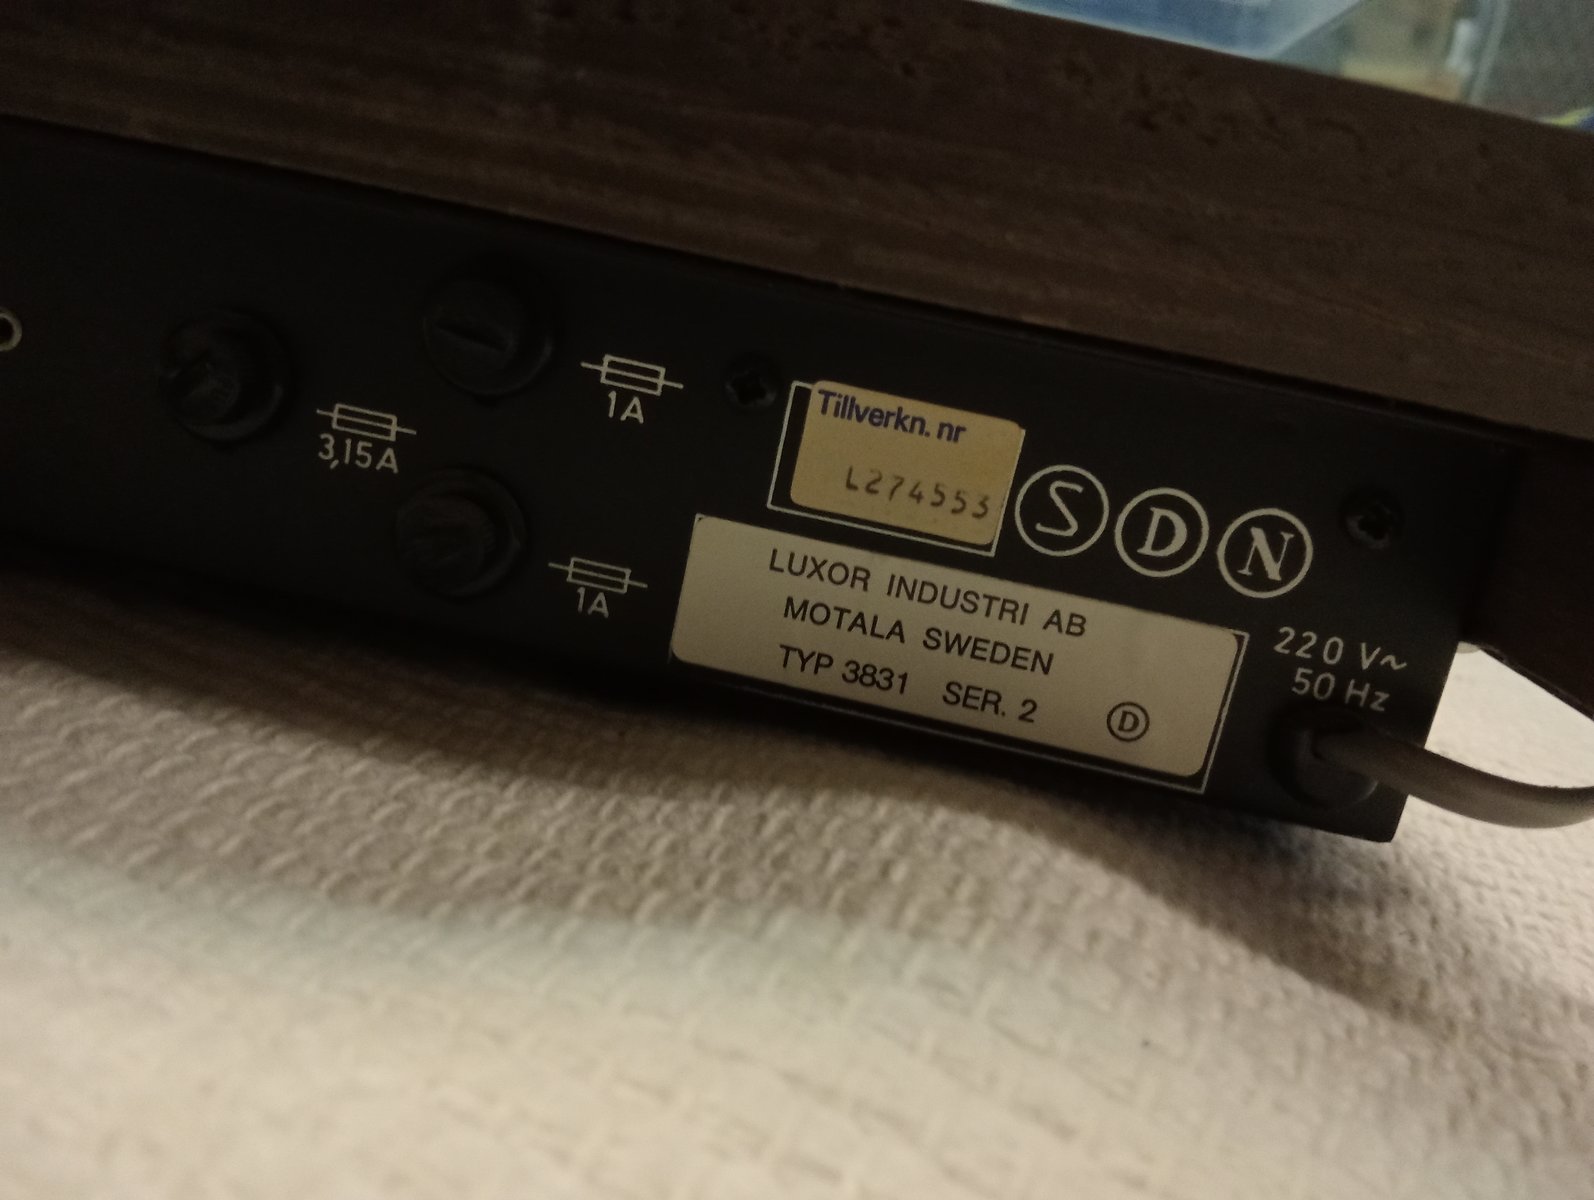 3,15A
1A
1A
Tillverkn. nr
L274553
S D N
LUXOR INDUSTRI AB
MOTALA SWEDEN
TYP 3831 SER. 2 D
220 V~
50 Hz